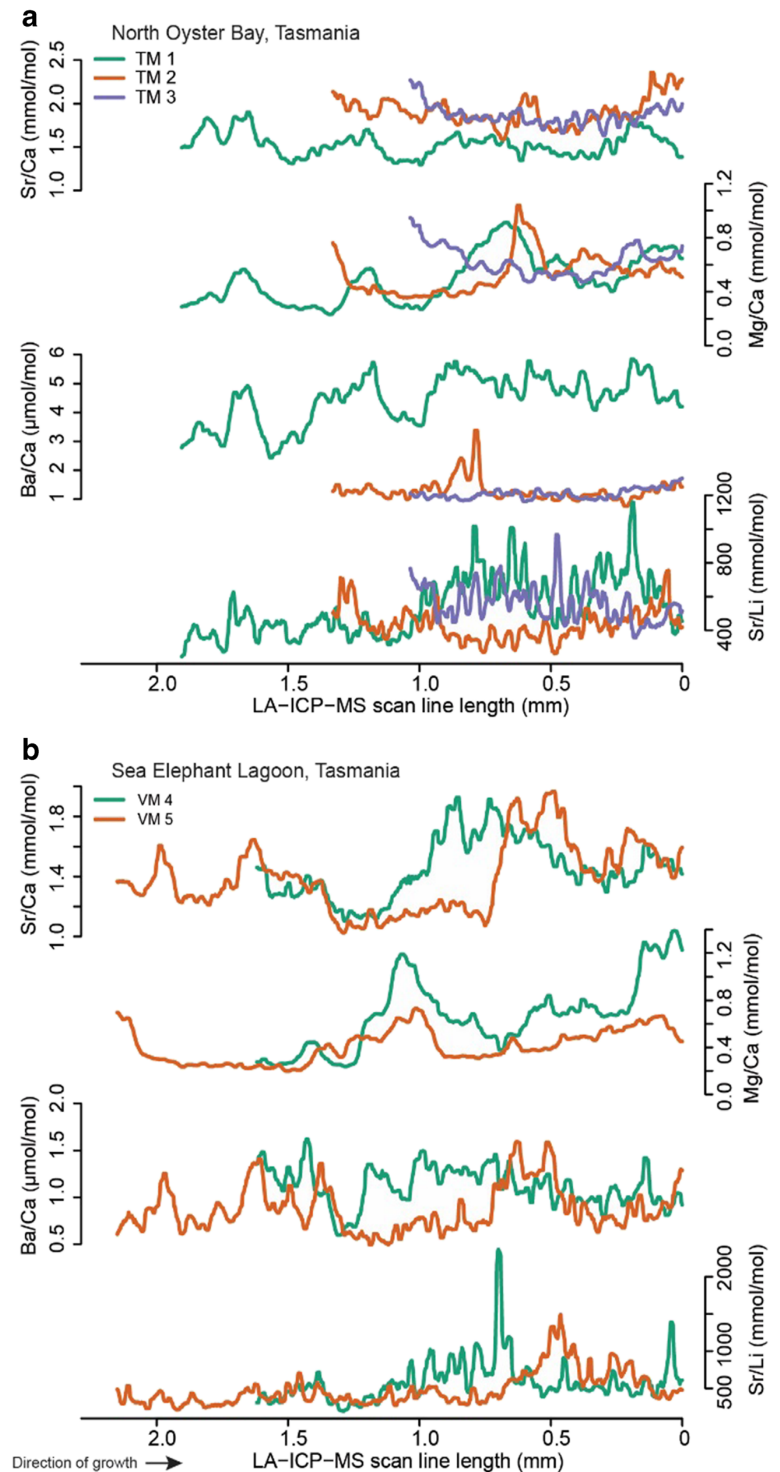 a
North Oyster Bay, Tasmania
TM 1
TM 2
TM 3
Sr/Ca (mmol/mol)
2.5
2.0
1.5
1.0
Mg/Ca (mmol/mol)
1.2
0.8
0.4
0.0
Ba/Ca (µmol/mol)
6
5
4
3
2
1
Sr/Li (mmol/mol)
1200
800
400
2.0 1.5 1.0 0.5 0
LA−ICP−MS scan line length (mm)
b
Sea Elephant Lagoon, Tasmania
VM 4
VM 5
Sr/Ca (mmol/mol)
1.8
1.4
1.0
Mg/Ca (mmol/mol)
1.2
0.8
0.4
0.0
Ba/Ca (µmol/mol)
2.0
1.5
1.0
0.5
Sr/Li (mmol/mol)
2000
1000
500
2.0 1.5 1.0 0.5 0
Direction of growth
LA−ICP−MS scan line length (mm)